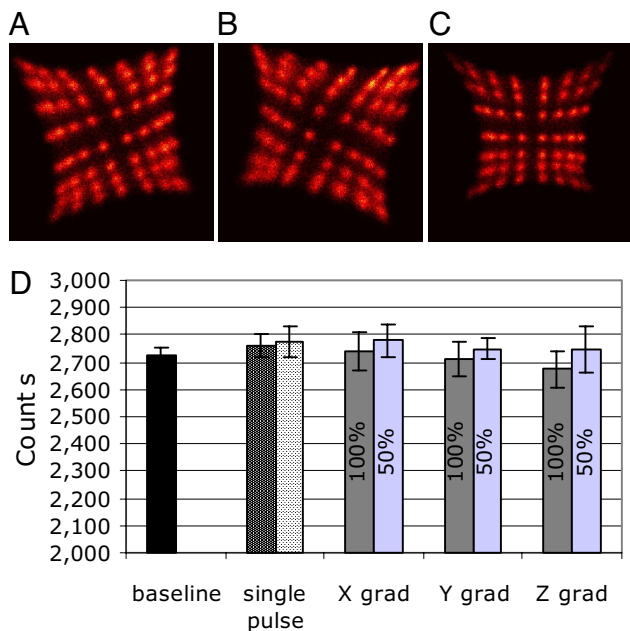 A
B
C
D
3,000
2,900
2,800
2,700
2,600
2,500
2,400
2,300
2,200
2,100
2,000
Counts
100%
50%
100%
50%
100%
50%
baseline
single
pulse
X grad
Y grad
Z grad